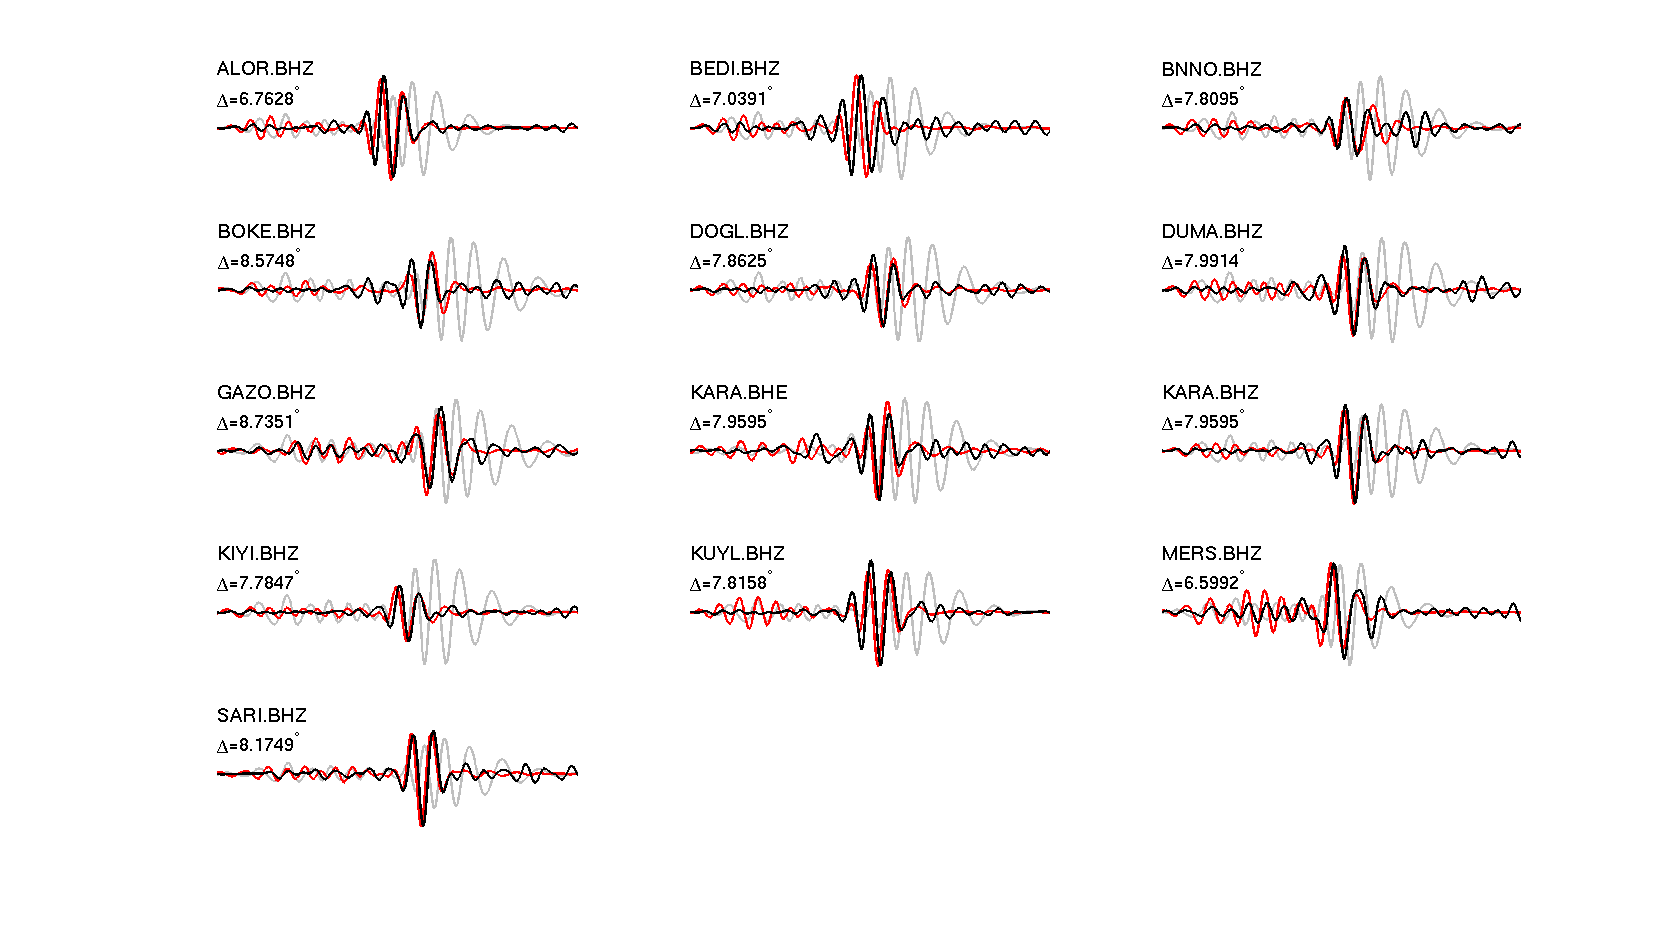 ALOR.BHZ
Δ=6.7628°
BEDI.BHZ
Δ=7.0391°
BNNO.BHZ
Δ=7.8095°
BOKE.BHZ
Δ=8.5748°
DOGL.BHZ
Δ=7.8625°
DUMA.BHZ
Δ=7.9914°
GAZO.BHZ
Δ=8.7351°
KARA.BHE
Δ=7.9595°
KARA.BHZ
Δ=7.9595°
KIYI.BHZ
Δ=7.7847°
KUYL.BHZ
Δ=7.8158°
MERS.BHZ
Δ=6.5992°
SARI.BHZ
Δ=8.1749°